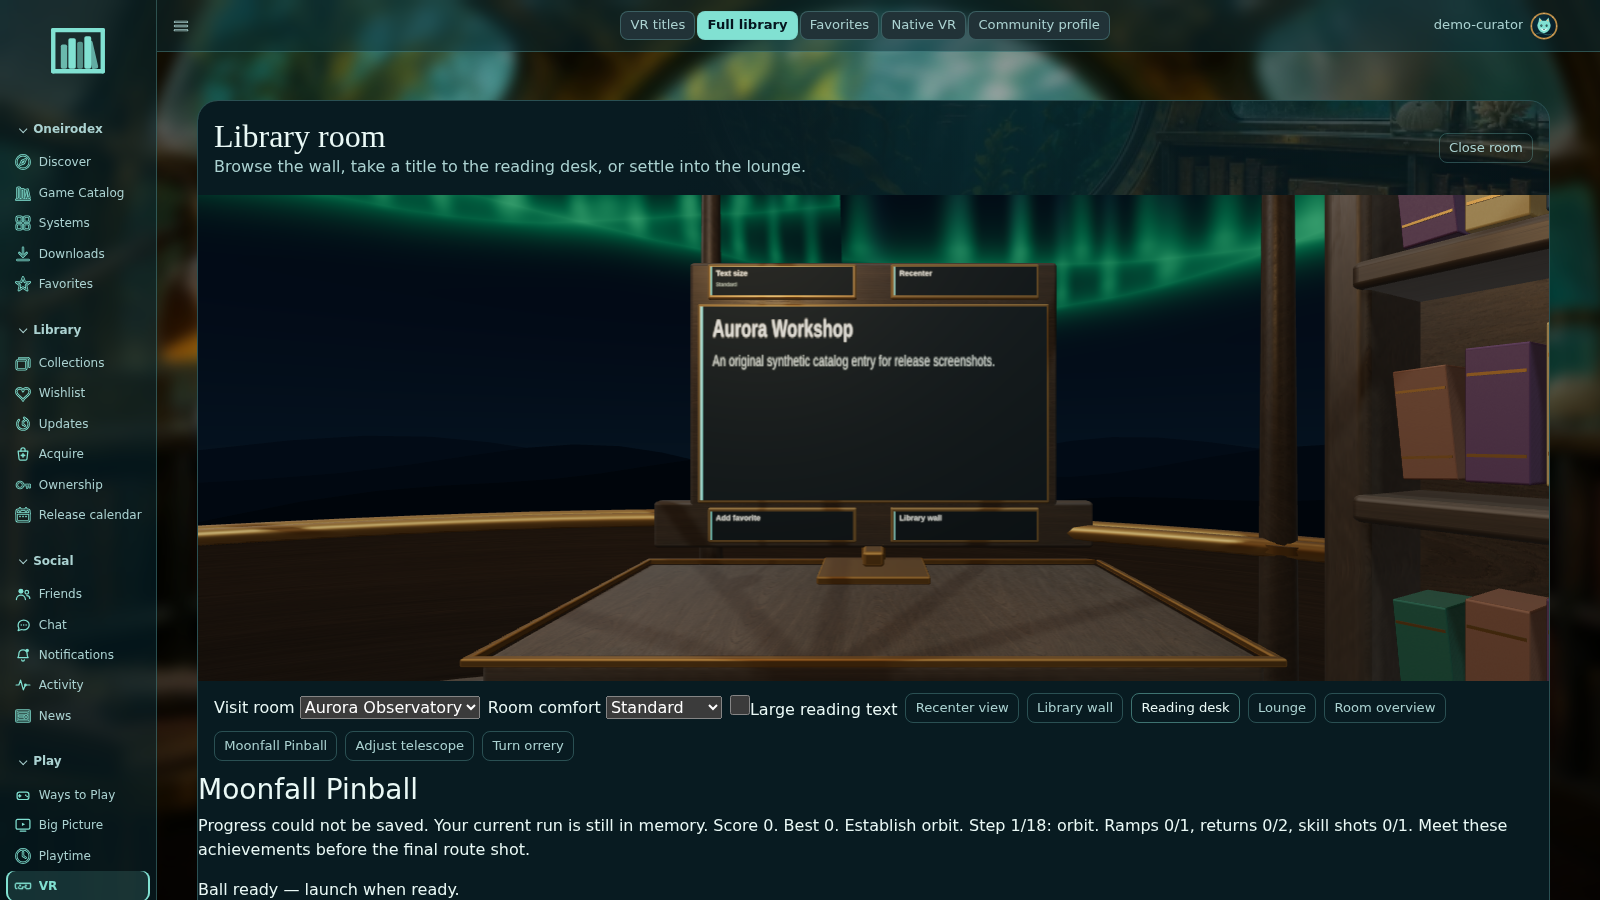 VR titles
Full library
Favorites
Native VR
Community profile
demo-curator
Oneirodex
Discover
Game Catalog
Systems
Downloads
Favorites
Library
Collections
Wishlist
Updates
Acquire
Ownership
Release calendar
Social
Friends
Chat
Notifications
Activity
News
Play
Ways to Play
Big Picture
Playtime
VR
Library room
Browse the wall, take a title to the reading desk, or settle into the lounge.
Close room
Text size
Standard
Recenter
Aurora Workshop
An original synthetic catalog entry for release screenshots.
Add favorite
Library wall
Visit room
Aurora Observatory
Room comfort
Standard
Large reading text
Recenter view
Library wall
Reading desk
Lounge
Room overview
Moonfall Pinball
Adjust telescope
Turn orrery
Moonfall Pinball
Progress could not be saved. Your current run is still in memory. Score 0. Best 0. Establish orbit. Step 1/18: orbit. Ramps 0/1, returns 0/2, skill shots 0/1. Meet these
achievements before the final route shot.
Ball ready — launch when ready.